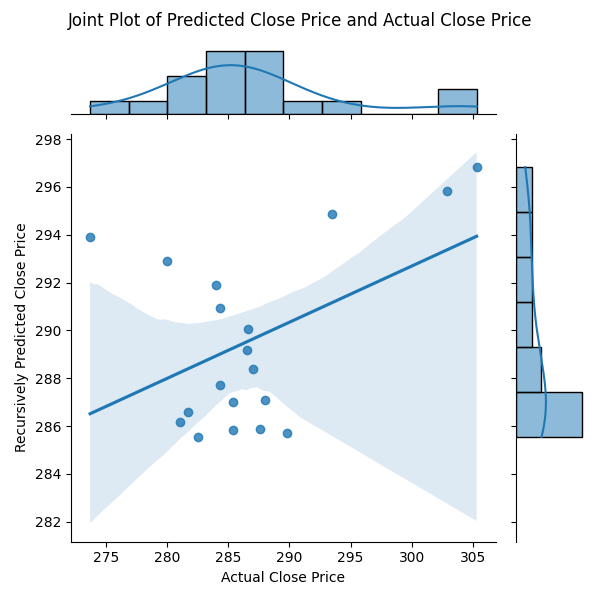 Joint Plot of Predicted Close Price and Actual Close Price
298
296
294
292
290
288
286
284
282
Recursively Predicted Close Price
275 280 285 290 295 300 305
Actual Close Price